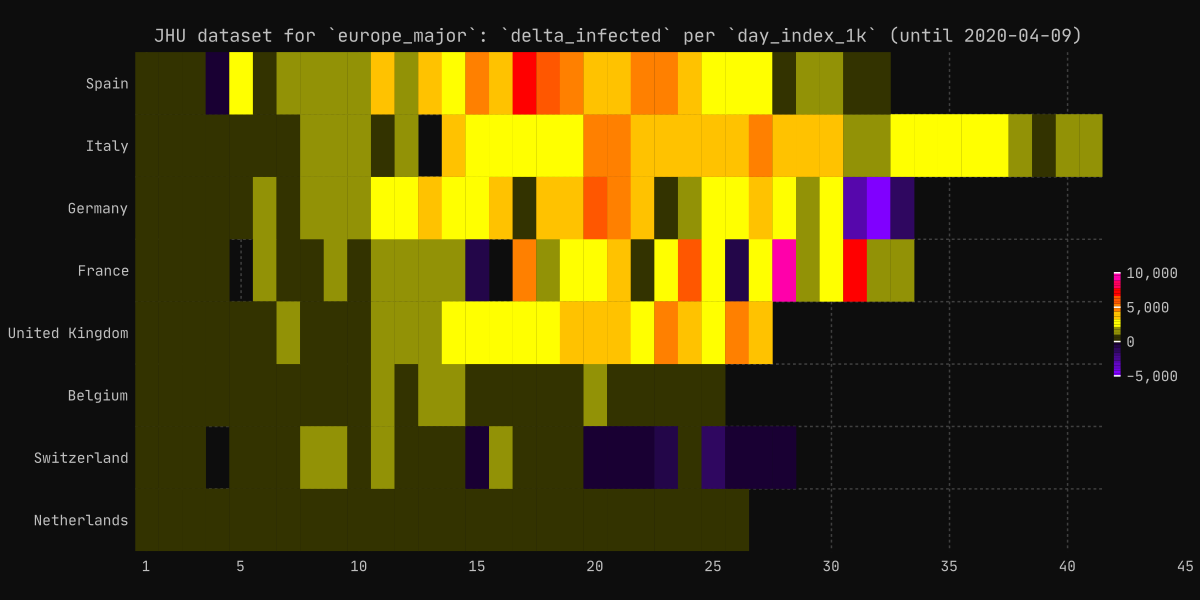 JHU dataset for `europe_major`: `delta_infected` per `day_index_1k` (until 2020-04-09)
Spain
Italy
Germany
France
United Kingdom
Belgium
Switzerland
Netherlands
10,000
5,000
0
−5,000
1 5 10 15 20 25 30 35 40 45